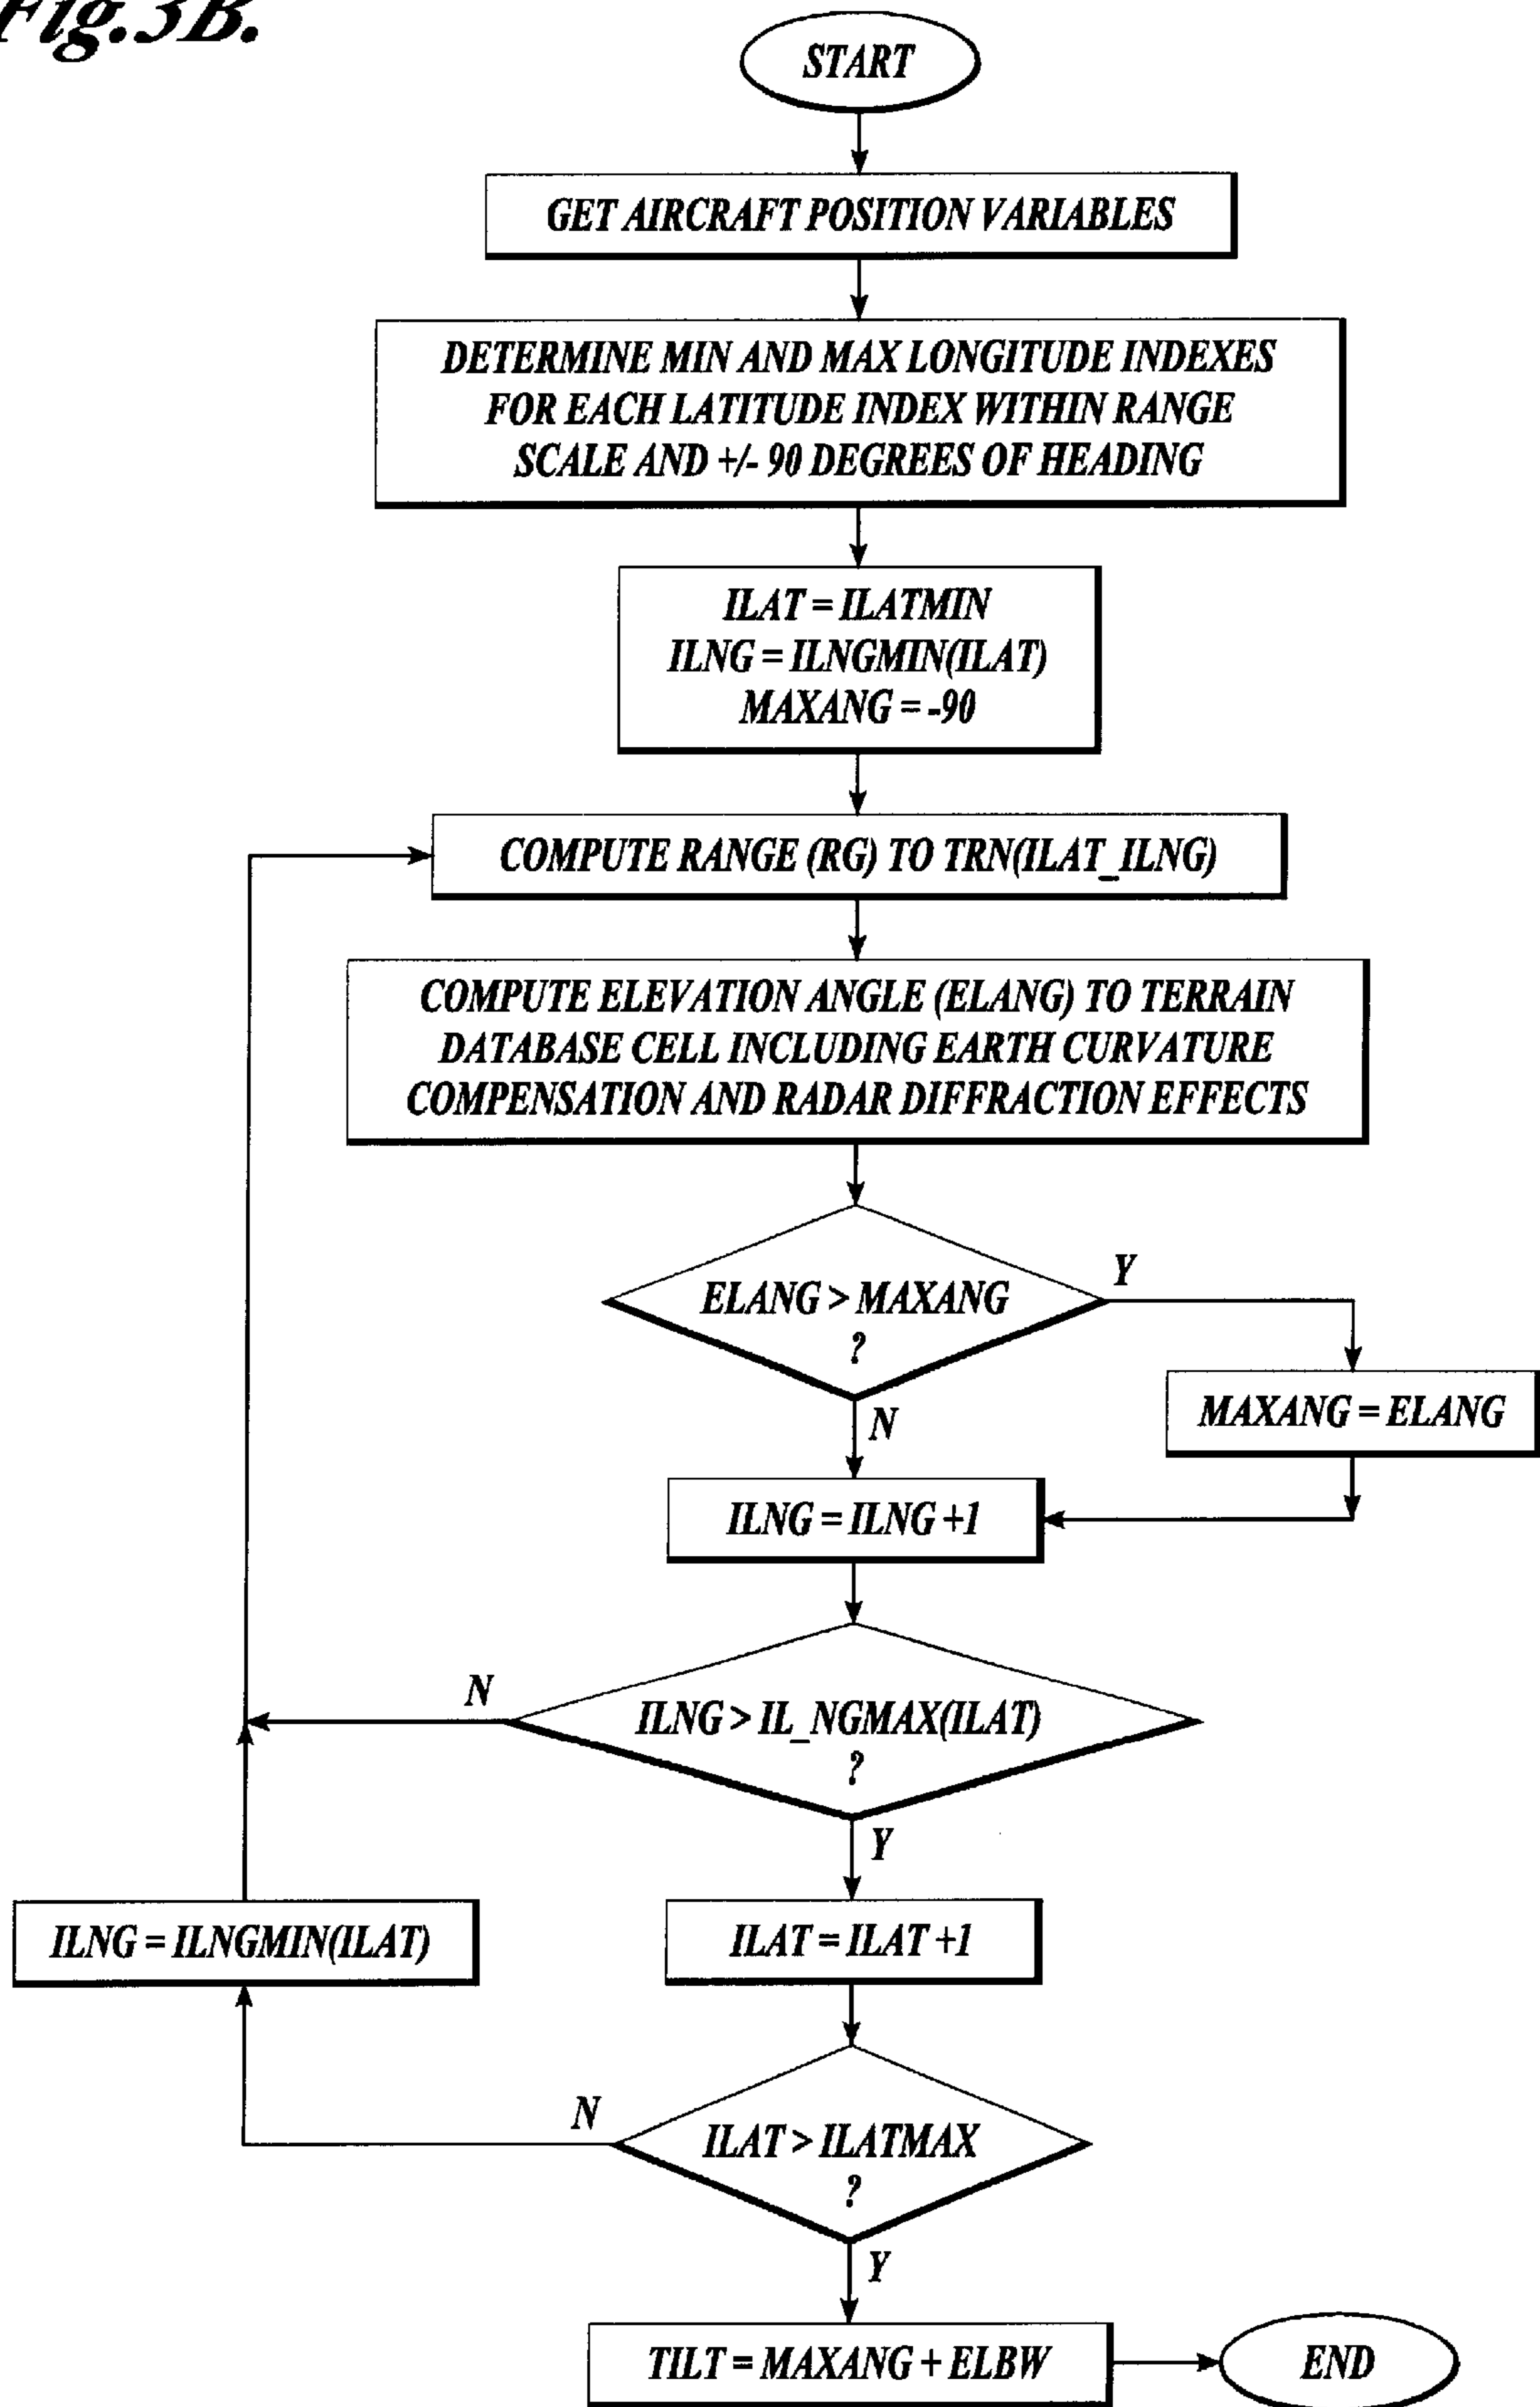 Fig.3B.
START
GET AIRCRAFT POSITION VARIABLES
DETERMINE MIN AND MAX LONGITUDE INDEXES
FOR EACH LATITUDE INDEX WITHIN RANGE
SCALE AND +/- 90 DEGREES OF HEADING
ILAT = ILATMIN
ILNG = ILNGMIN(ILAT)
MAXANG = -90
COMPUTE RANGE (RG) TO TRN(ILAT_ILNG)
COMPUTE ELEVATION ANGLE (ELANG) TO TERRAIN
DATABASE CELL INCLUDING EARTH CURVATURE
COMPENSATION AND RADAR DIFFRACTION EFFECTS
ELANG > MAXANG
?
Y
MAXANG = ELANG
N
ILNG = ILNG +1
ILNG > IL_NGMAX(ILAT)
?
N
Y
ILNG = ILNGMIN(ILAT)
ILAT = ILAT +1
ILAT > ILATMAX
?
N
Y
TILT = MAXANG + ELBW
END